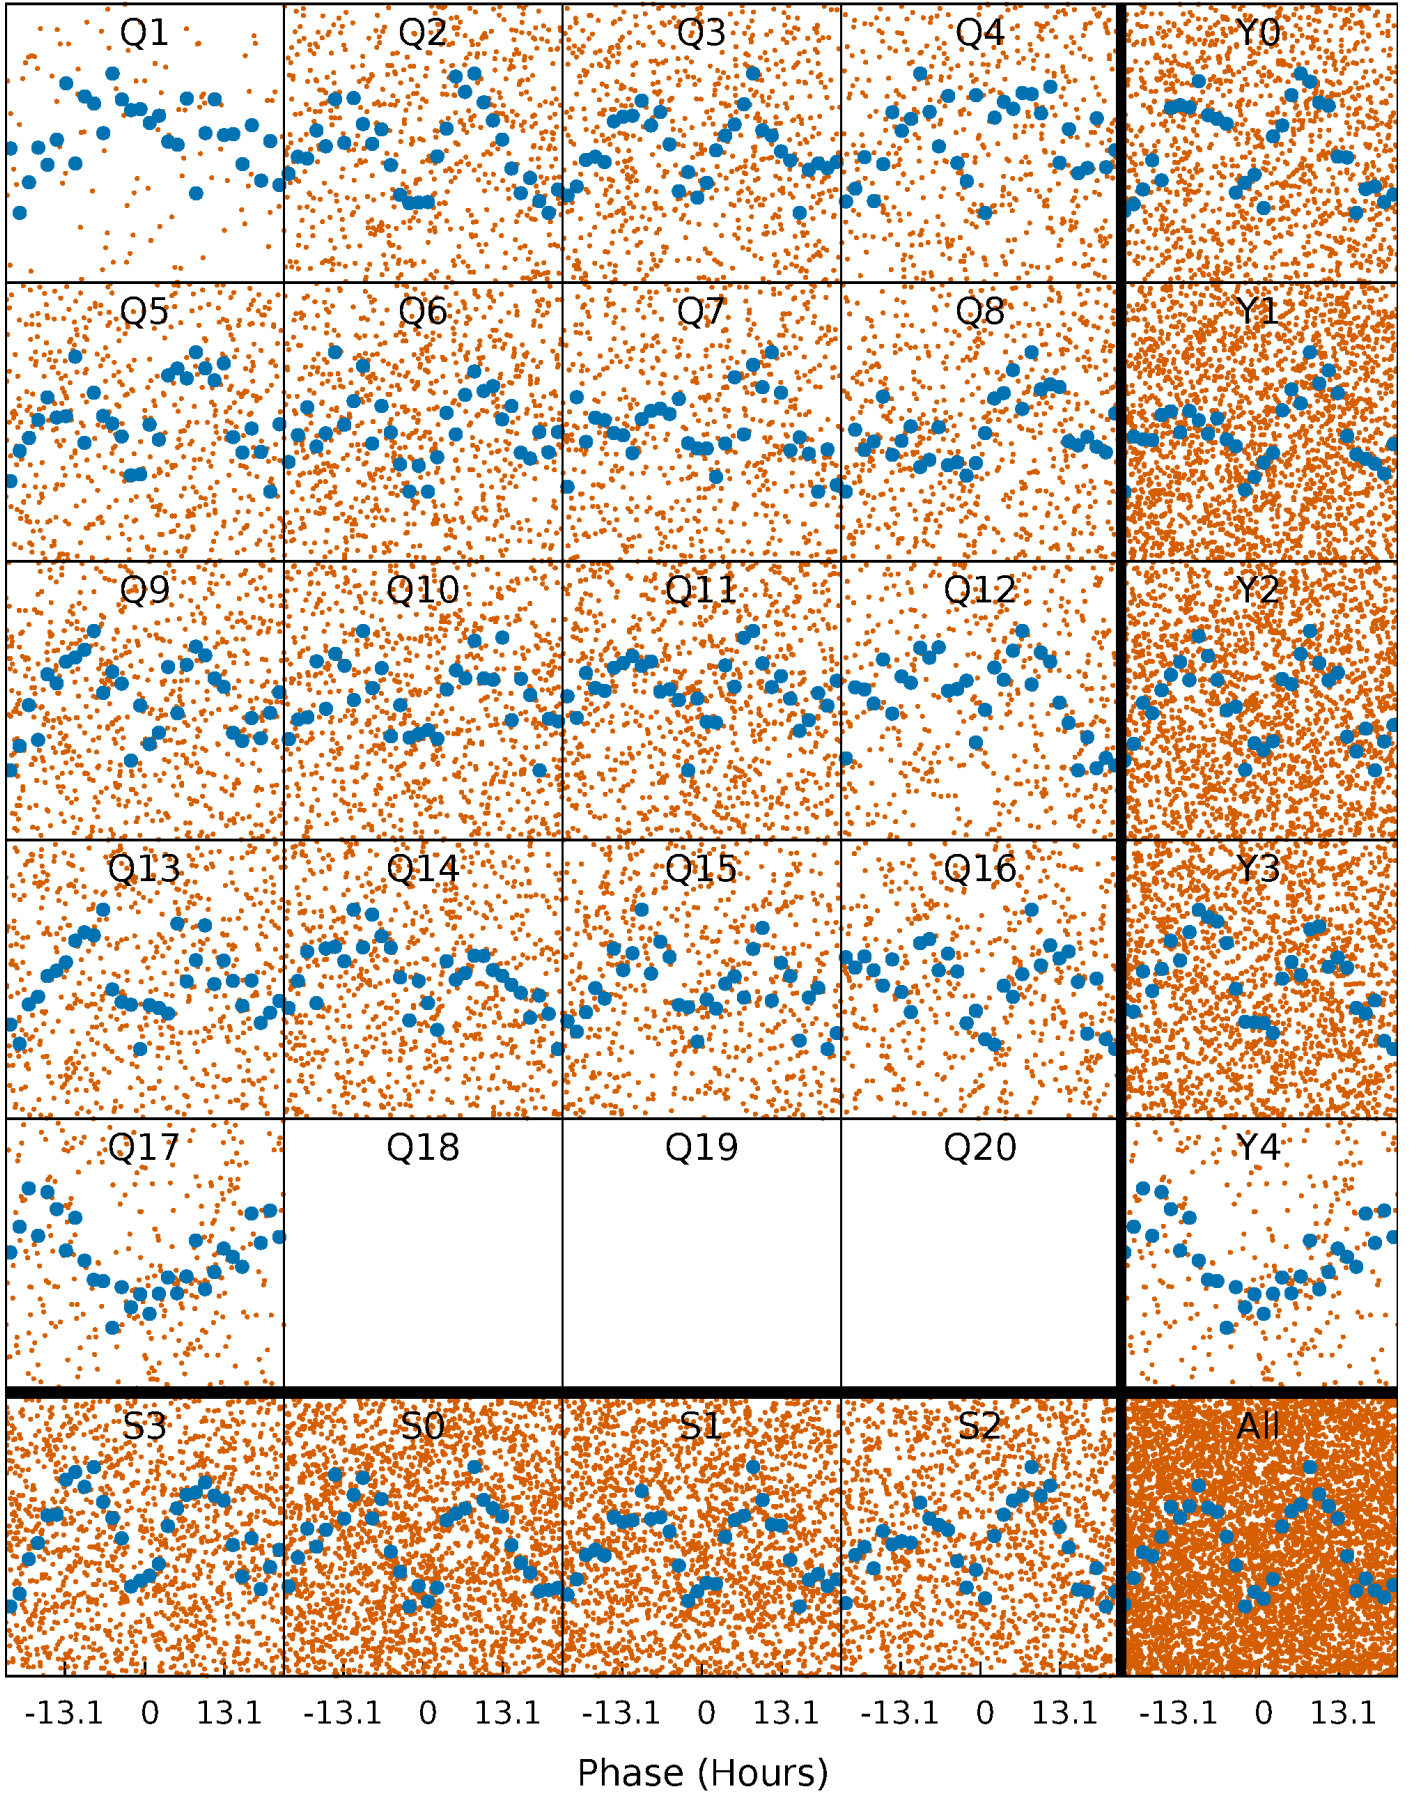 Q1 Q2 Q3 Q4 Y0
Q5 Q6 Q7 Q8 Y1
Q9 Q10 Q11 Q12 Y2
Q13 Q14 Q15 Q16 Y3
Q17 Q18 Q19 Q20 Y4
S3 S0 S1 S2 All
-13.1 0 13.1 -13.1 0 13.1 -13.1 0 13.1 -13.1 0 13.1 -13.1 0 13.1
Phase (Hours)